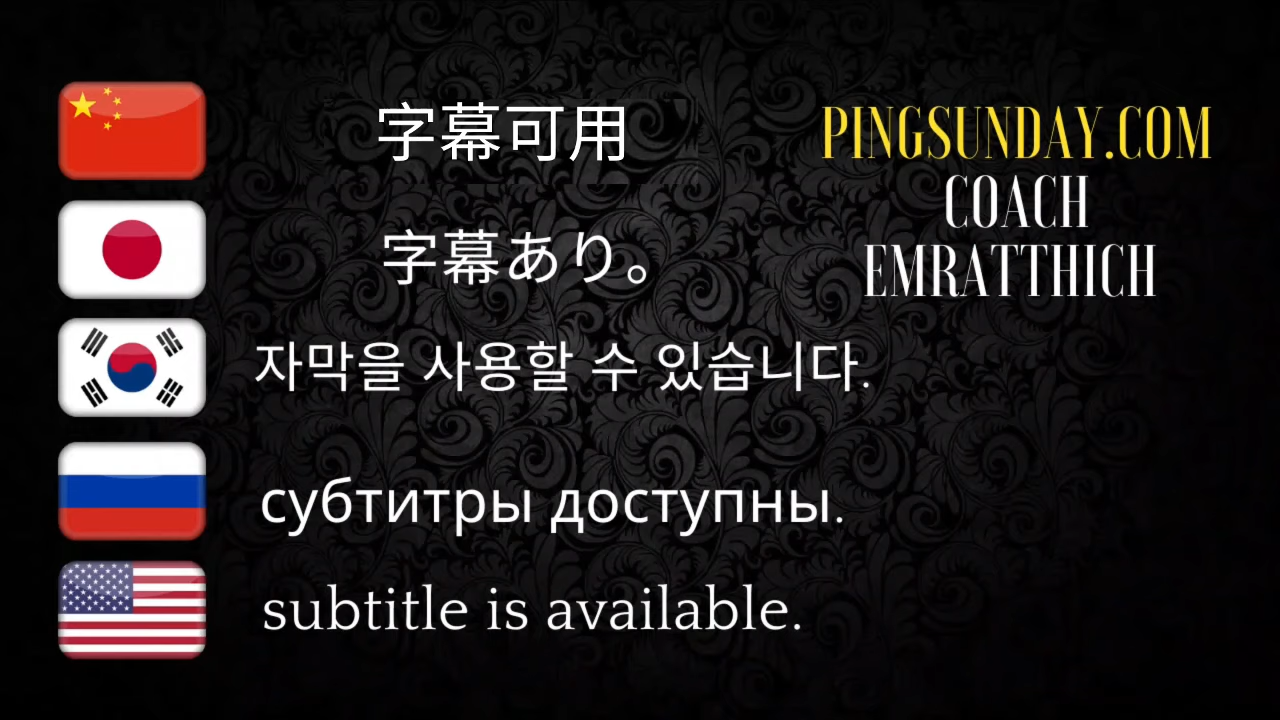 字幕可用
字幕あり。
자막을 사용할 수 있습니다.
субтитры доступны.
subtitle is available.
PINGSUNDAY.COM
COACH
EMRATTHICH